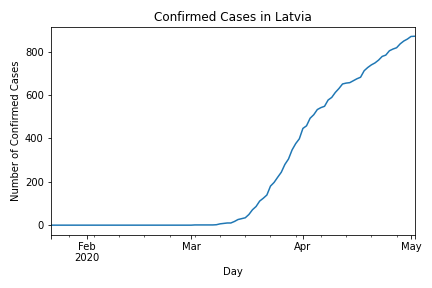 Confirmed Cases in Latvia
Number of Confirmed Cases
800
600
400
200
0
Feb
2020
Mar
Apr
May
Day